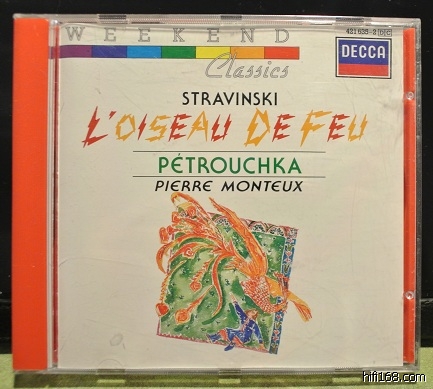 WEEKEND
Classics
DECCA
STRAVINSKI
L'OISEAU DE FEU
PÉTROUCHKA
PIERRE MONTEUX
hifi168.com